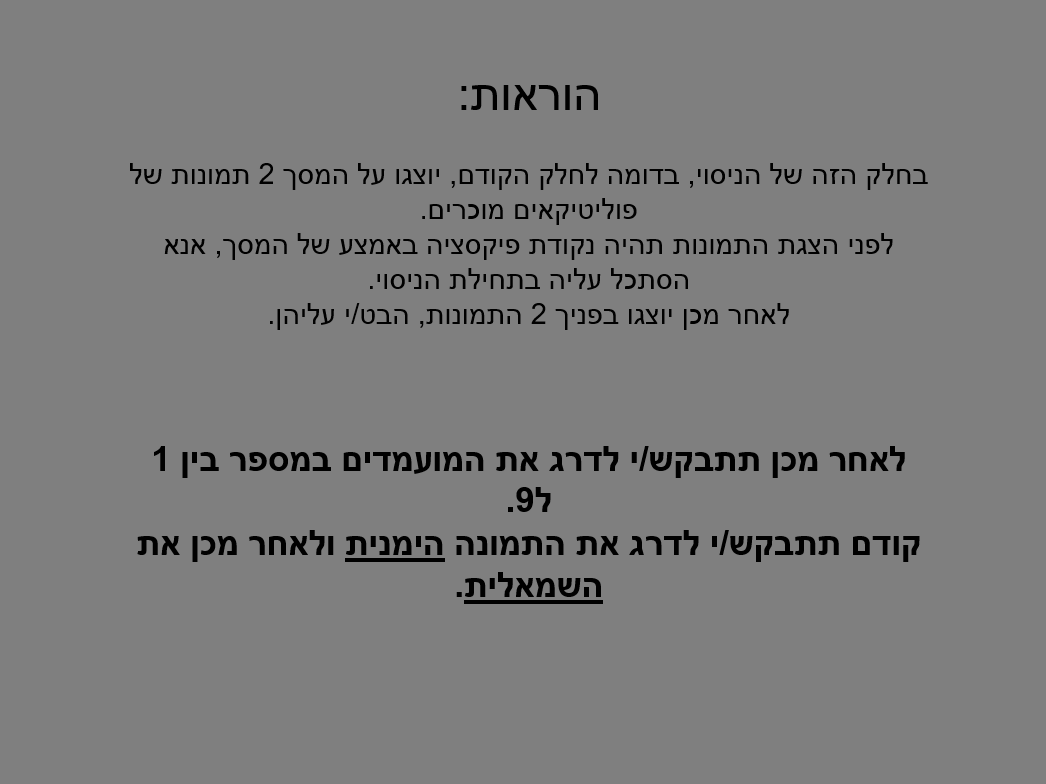 הוראות:
בחלק הזה של הניסוי, בדומה לחלק הקודם, יוצגו על המסך 2 תמונות של
פוליטיקאים מוכרים.
לפני הצגת התמונות תהיה נקודת פיקסציה באמצע של המסך, אנא
הסתכל עליה בתחילת הניסוי.
לאחר מכן יוצגו בפניך 2 התמונות, הבט/י עליהן.
לאחר מכן תתבקש/י לדרג את המועמדים במספר בין 1
ל9.
קודם תתבקש/י לדרג את התמונה הימנית ולאחר מכן את
השמאלית.